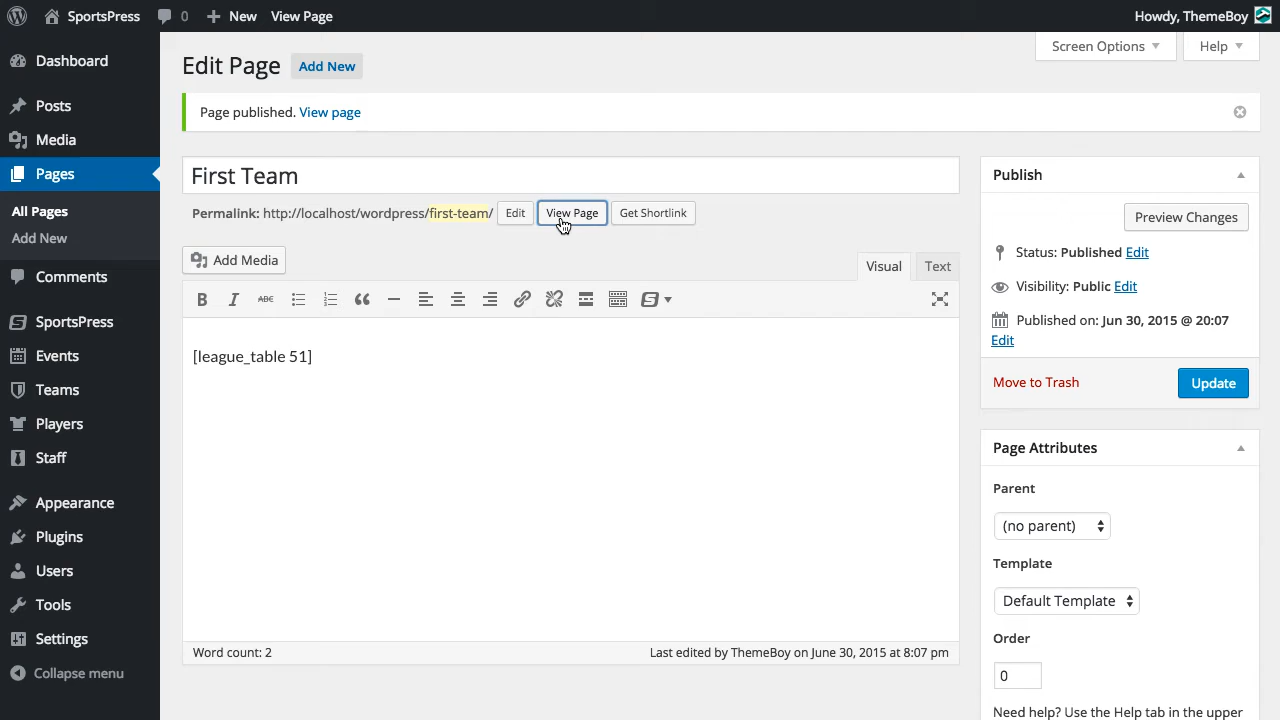 SportsPress 0 New View Page Howdy, ThemeBoy
Dashboard
Posts
Media
Pages
All Pages
Add New
Comments
SportsPress
Events
Teams
Players
Staff
Appearance
Plugins
Users
Tools
Settings
Collapse menu
Screen Options Help
Edit Page Add New
Page published. View page
First Team
Permalink: http://localhost/wordpress/first-team/ Edit View Page Get Shortlink
Add Media
Visual Text
B I ABC
[league_table 51]
Word count: 2 Last edited by ThemeBoy on June 30, 2015 at 8:07 pm
Publish
Preview Changes
Status: Published Edit
Visibility: Public Edit
Published on: Jun 30, 2015 @ 20:07
Edit
Move to Trash Update
Page Attributes
Parent
(no parent)
Template
Default Template
Order
0
Need help? Use the Help tab in the upper